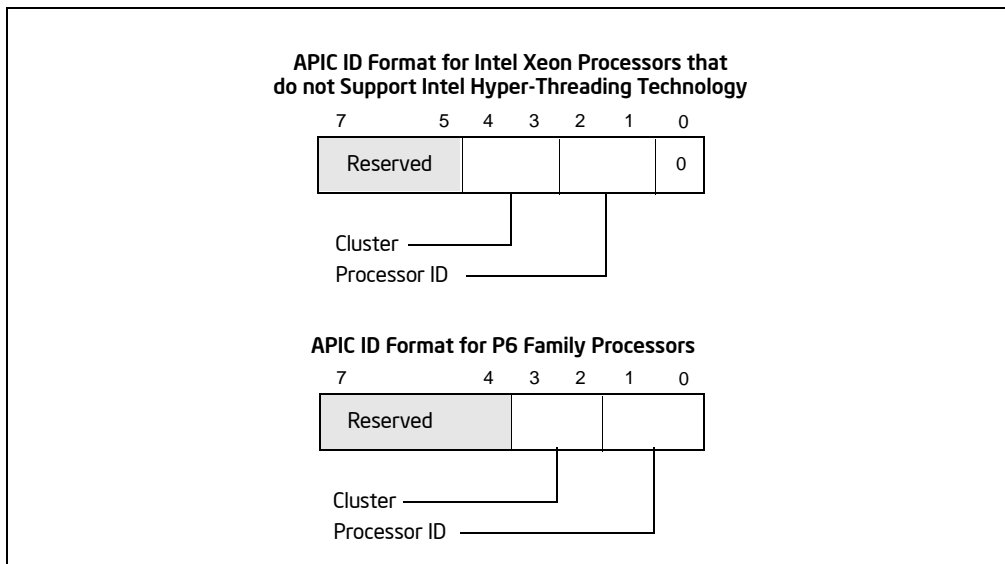 APIC ID Format for Intel Xeon Processors that
do not Support Intel Hyper-Threading Technology
7 5 4 3 2 1 0
Reserved 0
Cluster
Processor ID
APIC ID Format for P6 Family Processors
7 4 3 2 1 0
Reserved
Cluster
Processor ID